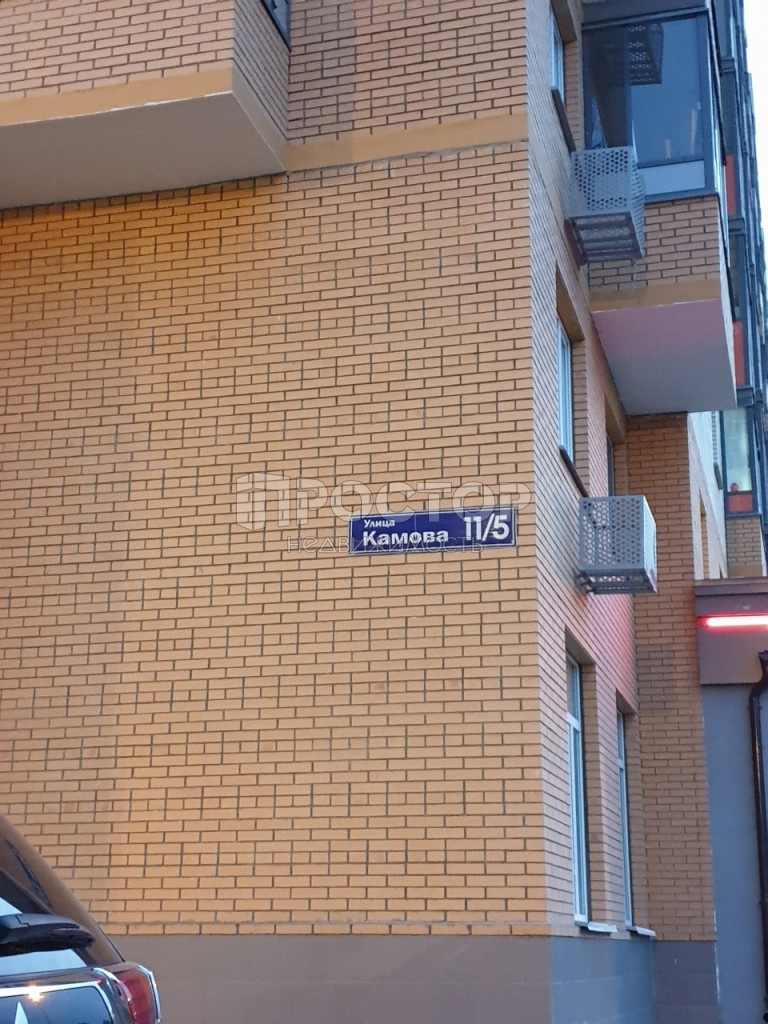 ПРОСТОР
недвижимость
Улица
Камова 11/5